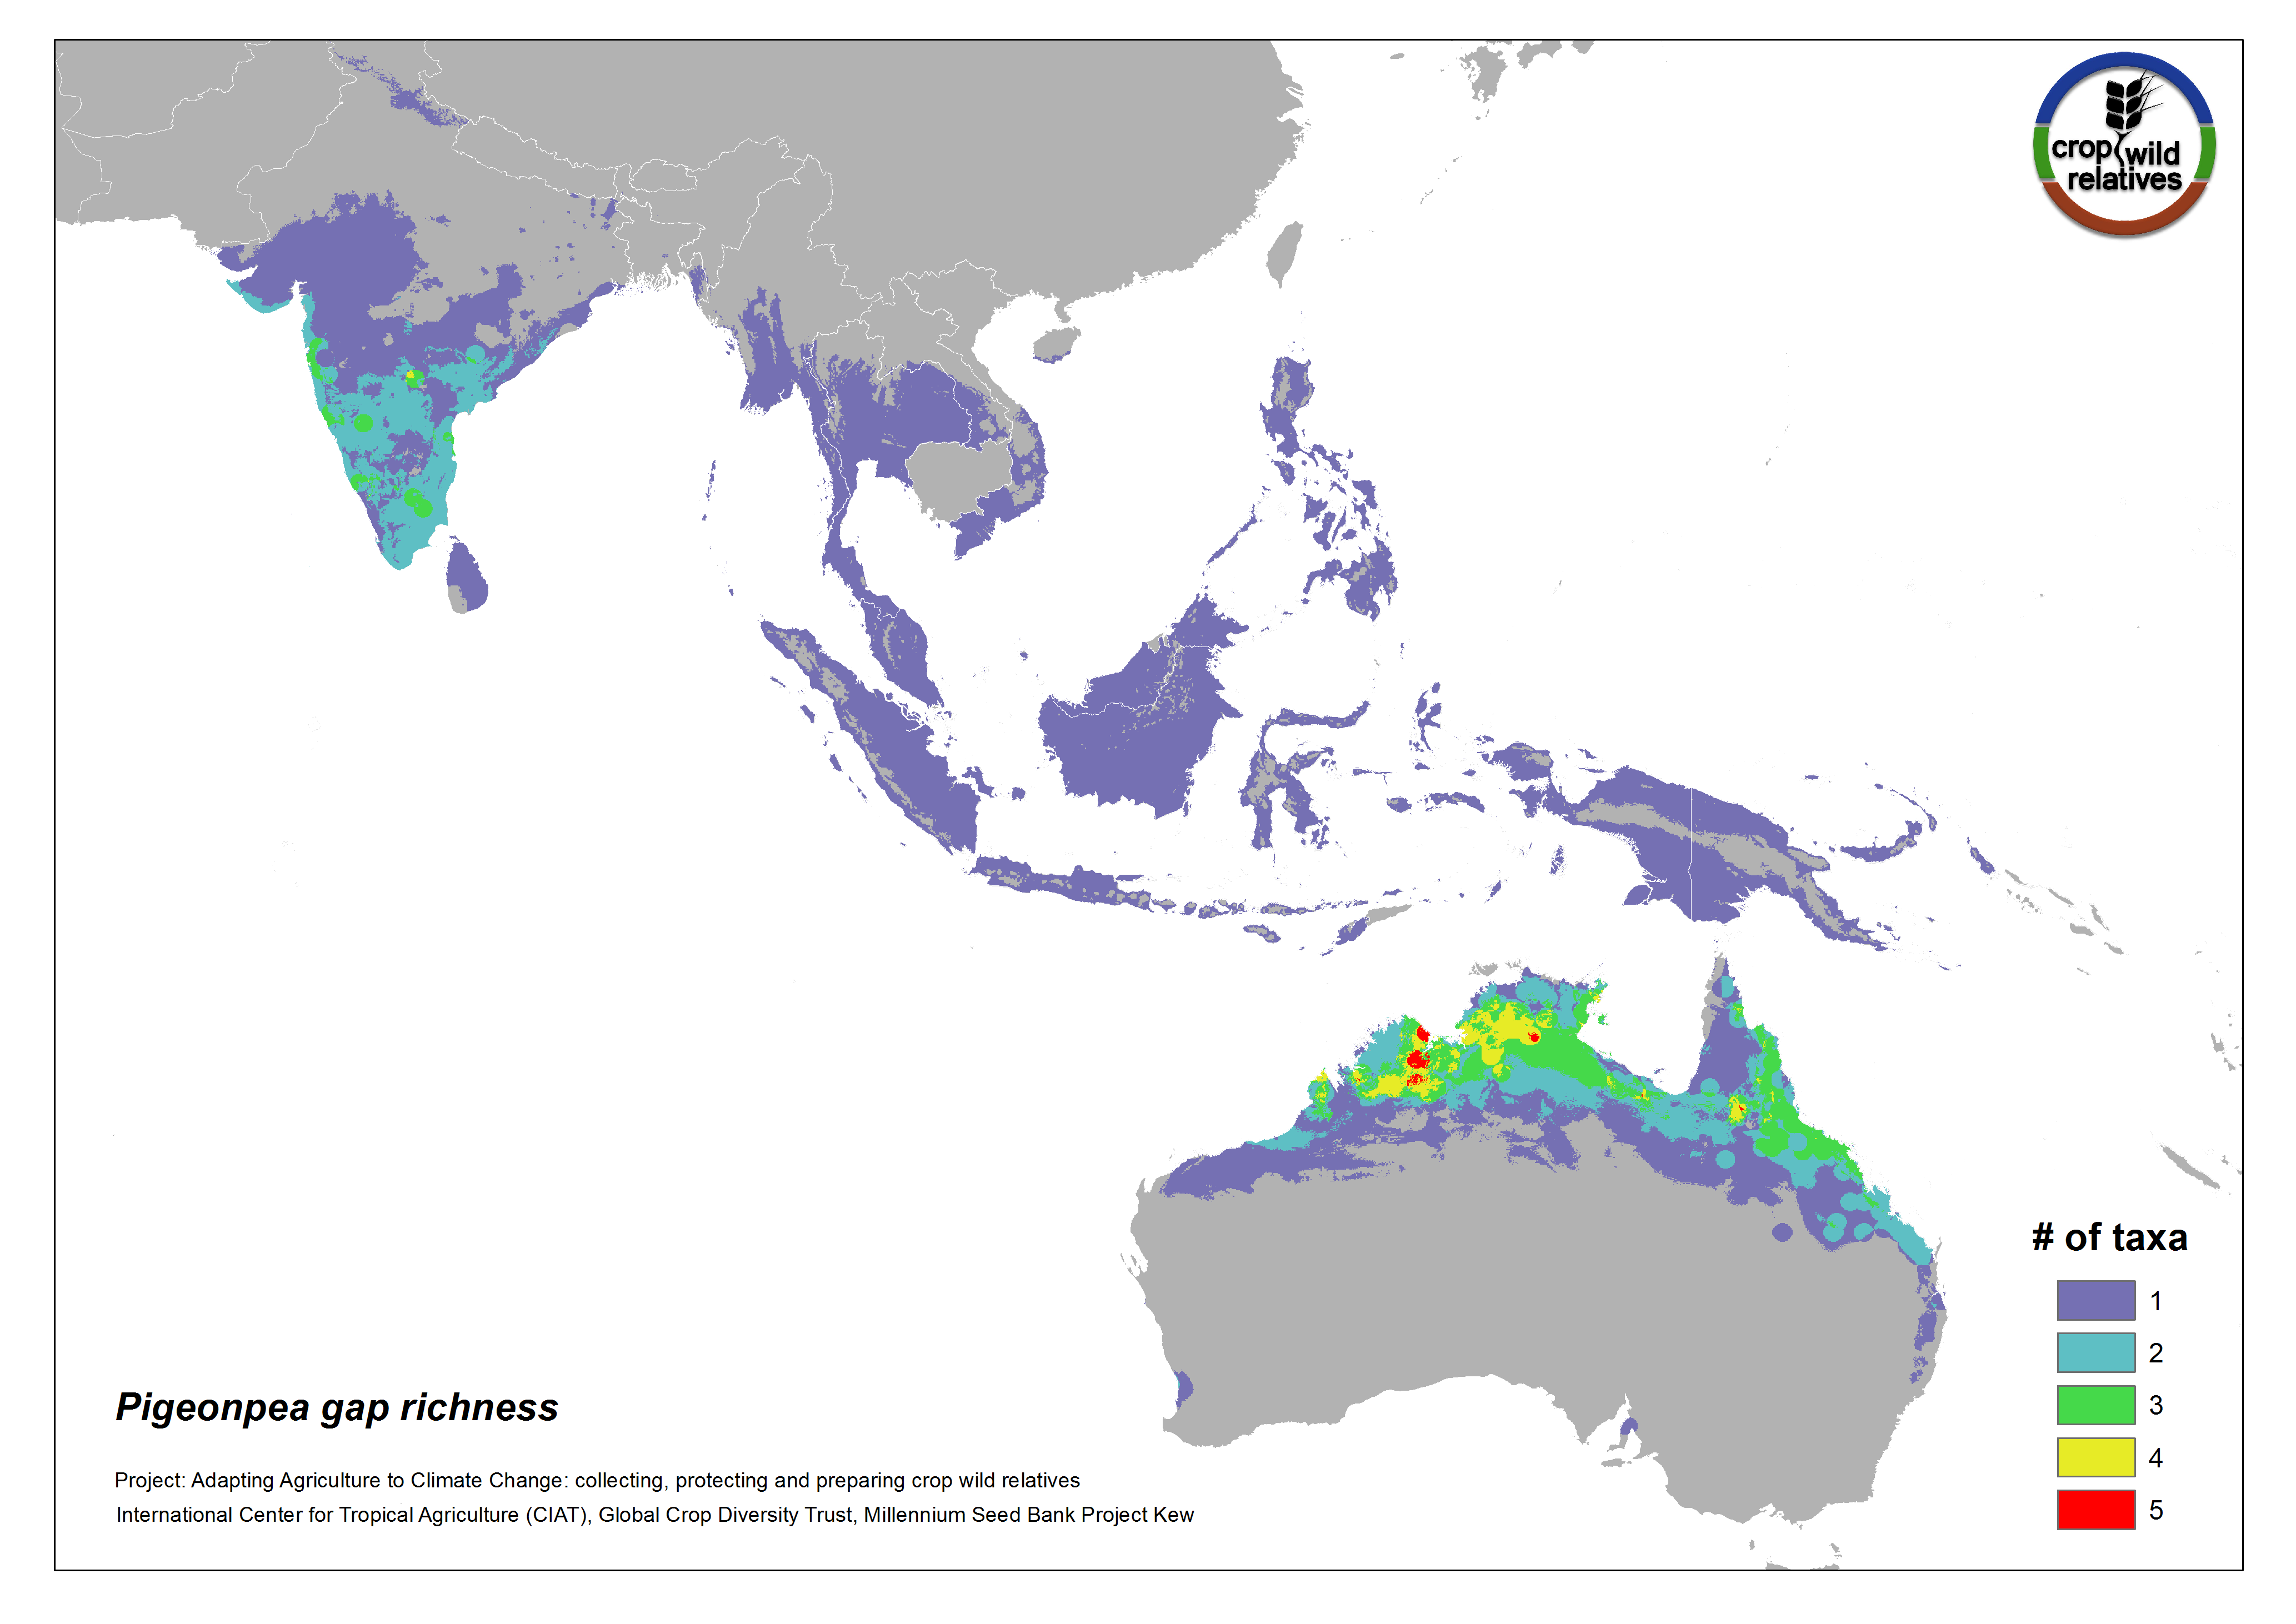 crop wild
relatives
# of taxa
1
2
3
4
5
Pigeonpea gap richness
Project: Adapting Agriculture to Climate Change: collecting, protecting and preparing crop wild relatives
International Center for Tropical Agriculture (CIAT), Global Crop Diversity Trust, Millennium Seed Bank Project Kew